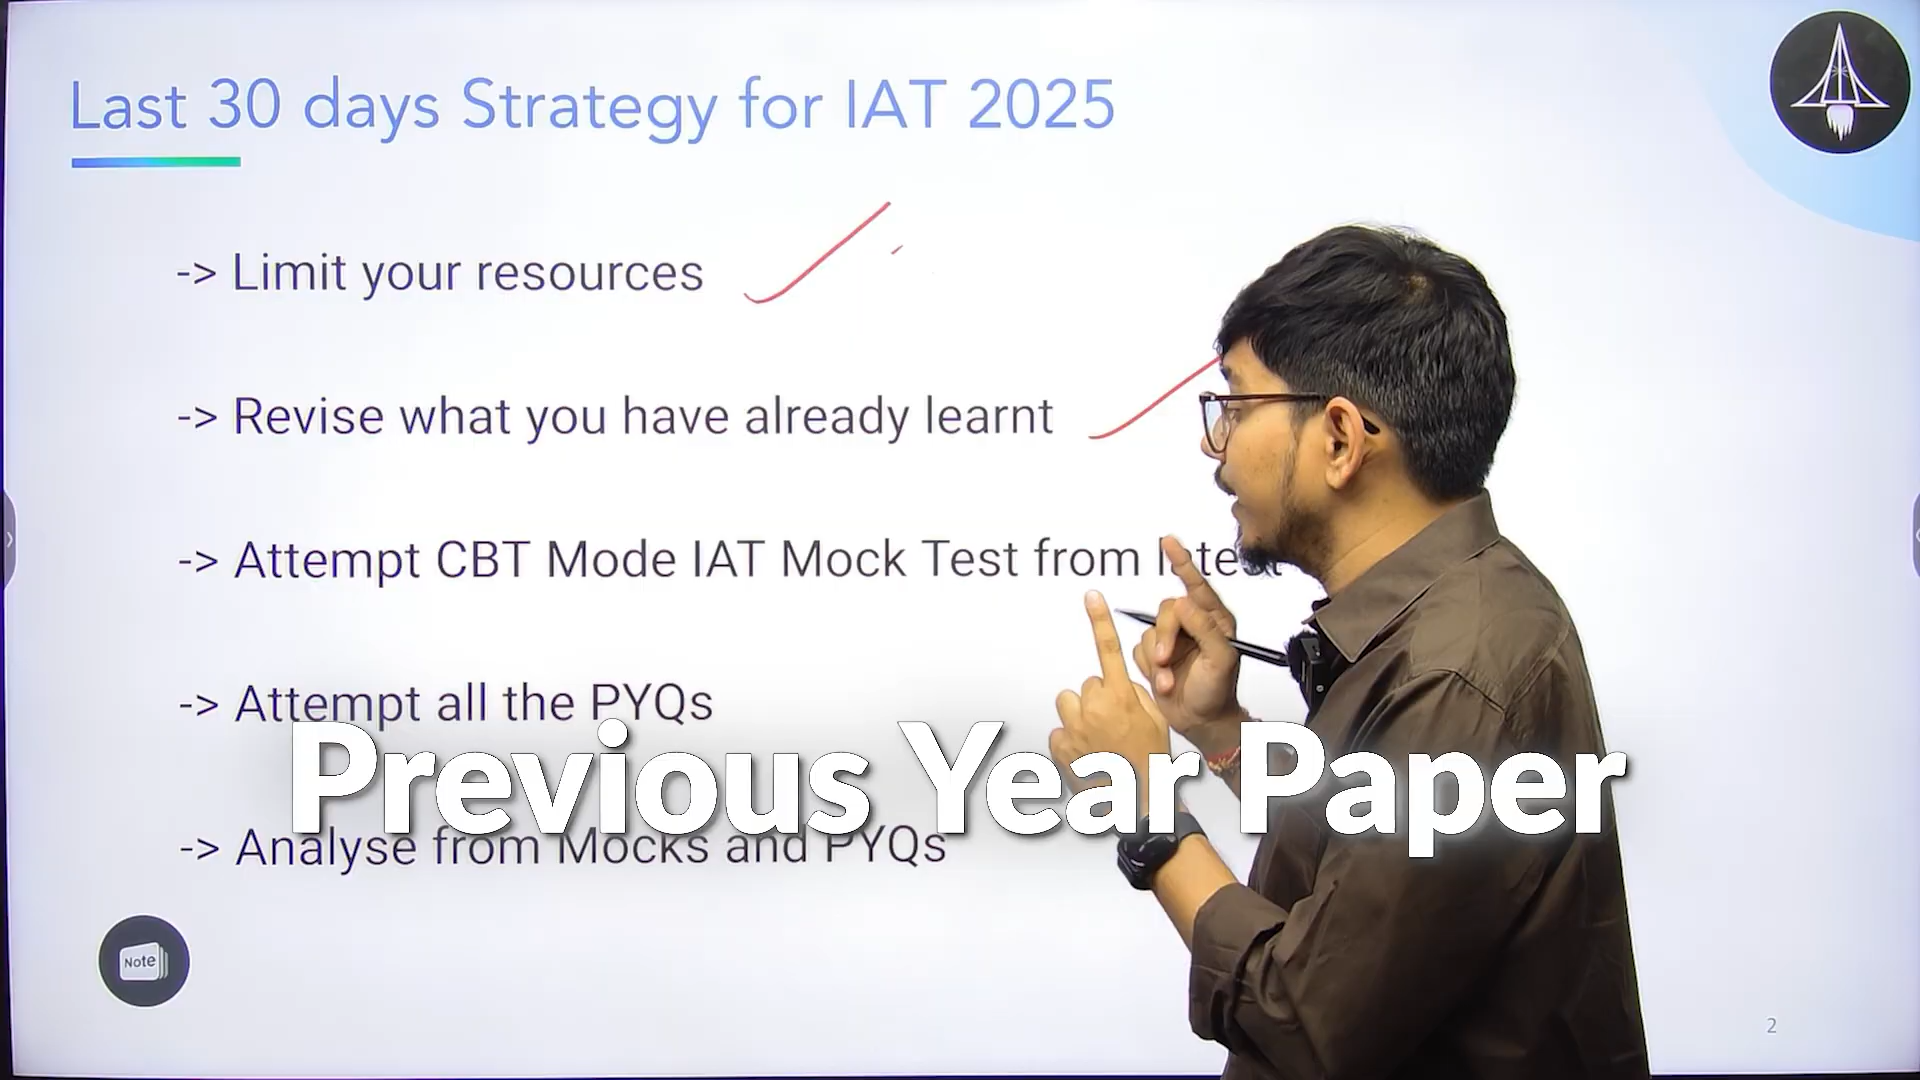 Last 30 days Strategy for IAT 2025
-> Limit your resources
-> Revise what you have already learnt
-> Attempt CBT Mode IAT Mock Test from
-> Attempt all the PYQs
Previous Year Paper
-> Analyse from Mocks and PYQs
Note
2